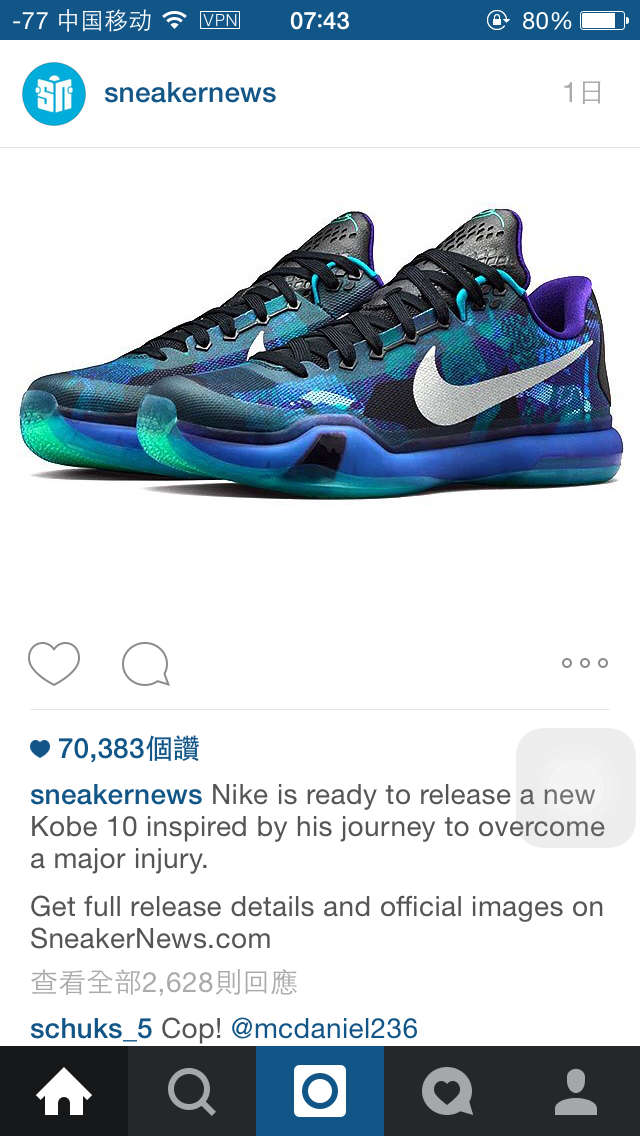 -77 中国移动 VPN 07:43 80%
SN
sneakernews 1日
70,383個讚
sneakernews Nike is ready to release a new
Kobe 10 inspired by his journey to overcome
a major injury.
Get full release details and official images on
SneakerNews.com
查看全部2,628則回應
schuks_5 Cop! @mcdaniel236